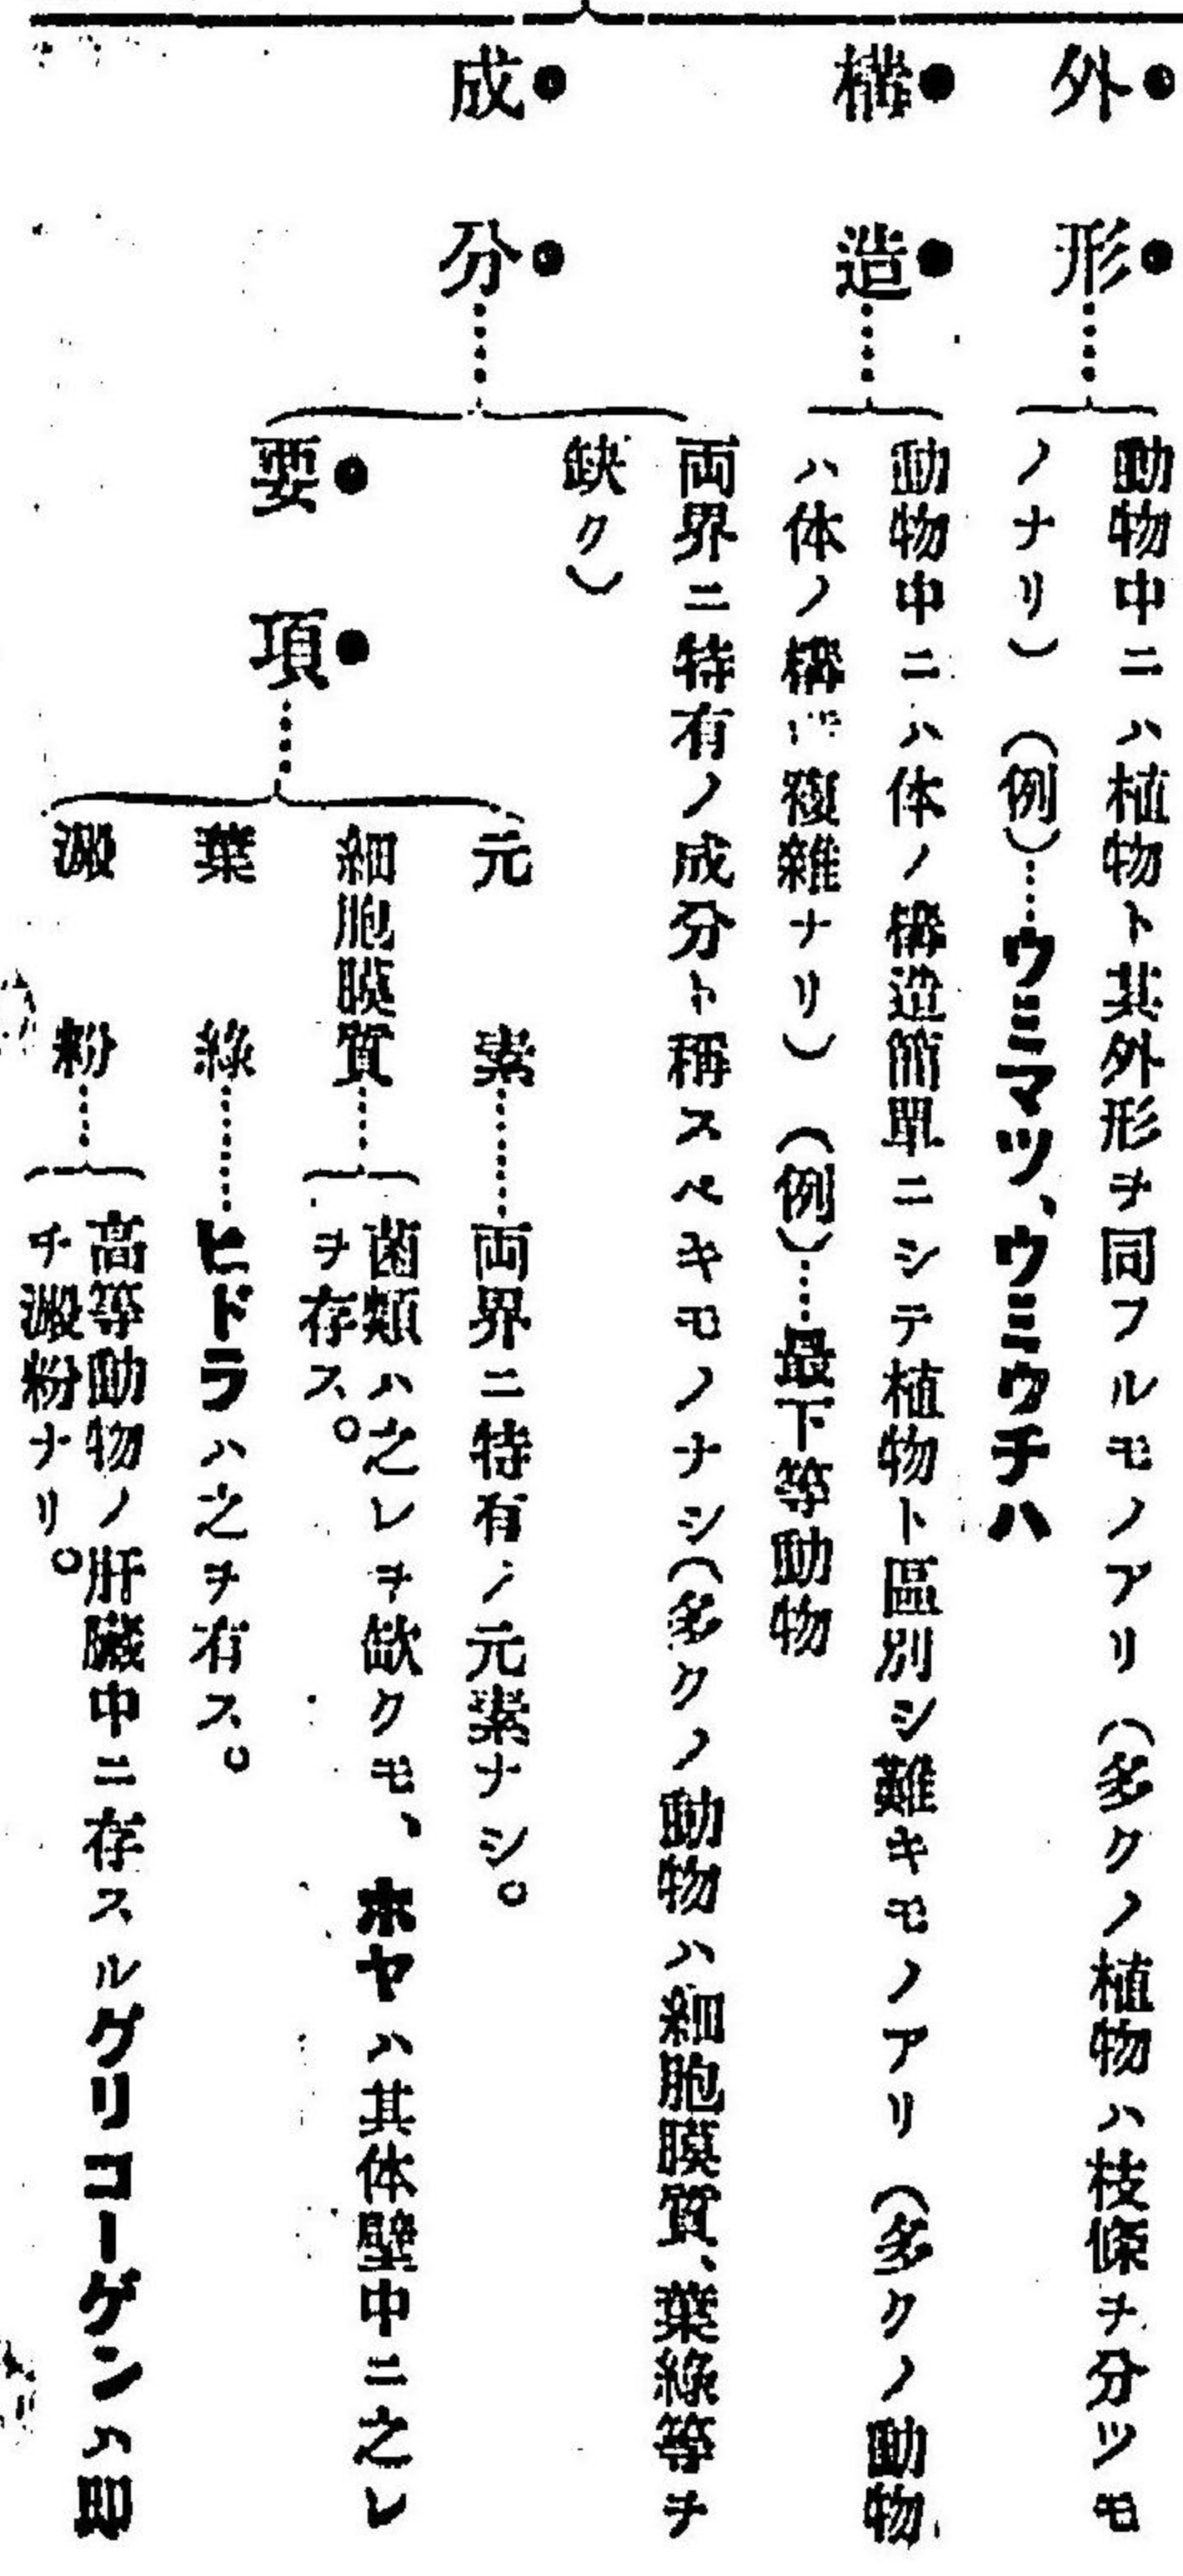 外形
動物中ニハ植物ト其外形ヲ同フルモノアリ（多クノ植物ハ枝條ヲ分ツモ
ノナリ）（例）……ウミマツ、ウミウチハ
構造
動物中ニハ体ノ構造簡單ニシテ植物ト區別シ難キモノアリ（多クノ動物
ハ体ノ構 複雜ナリ）（例）……最下等動物
成分
両界ニ特有ノ成分ト稱スベキモノナシ（多クノ動物ハ細胞膜質、葉綠等ヲ
缺ク）
要項
元素……両界ニ特有ノ元素ナシ。
細胞膜質……
菌類ハ之レヲ缺クモ、ホヤハ其体壁中ニ之レ
ヲ存ス。
葉綠……ヒドラハ之ヲ有ス。
澱粉……
高等動物ノ肝臓中ニ存スルグリコーゲンハ即
チ澱粉ナリ。